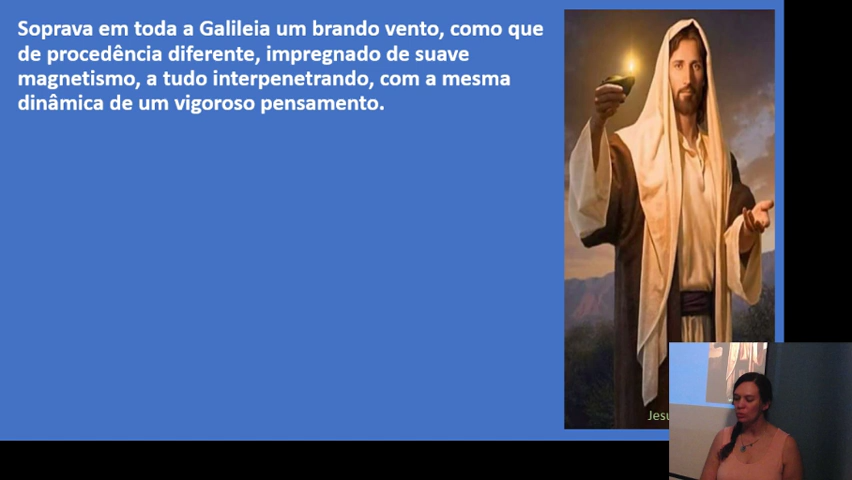 Soprava em toda a Galileia um brando vento, como que
de procedência diferente, impregnado de suave
magnetismo, a tudo interpenetrando, com a mesma
dinâmica de um vigoroso pensamento.